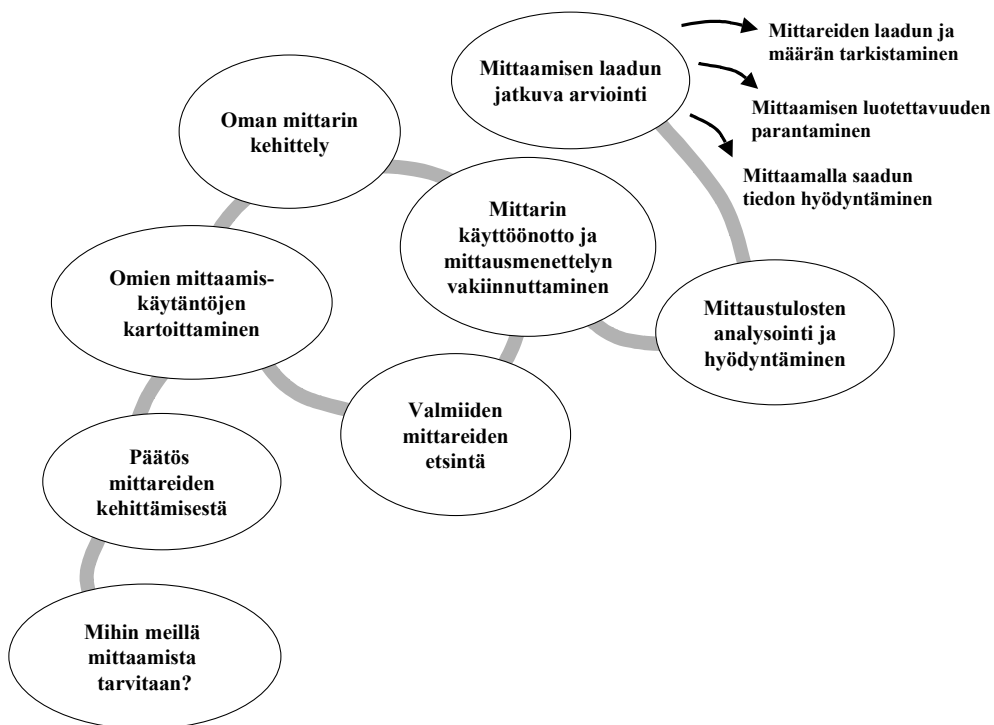 Mittareiden laadun ja
määrän tarkistaminen
Mittaamisen laadun
jatkuva arviointi
Mittaamisen luotettavuuden
parantaminen
Oman mittarin
kehittely
Mittaamalla saadun
tiedon hyödyntäminen
Mittarin
käyttöönotto ja
mittausmenettelyn
vakiinnuttaminen
Omien mittaamis-
käytäntöjen
kartoittaminen
Mittaustulosten
analysointi ja
hyödyntäminen
Valmiiden
mittareiden
etsintä
Päätös
mittareiden
kehittämisestä
Mihin meillä
mittaamista
tarvitaan?